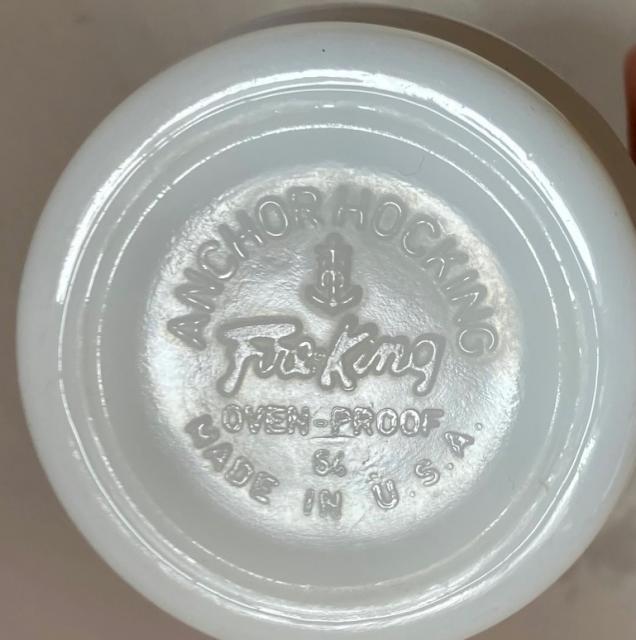 ANCHOR HOCKING
Fire-King
OVEN-PROOF
54
MADE IN U.S.A.